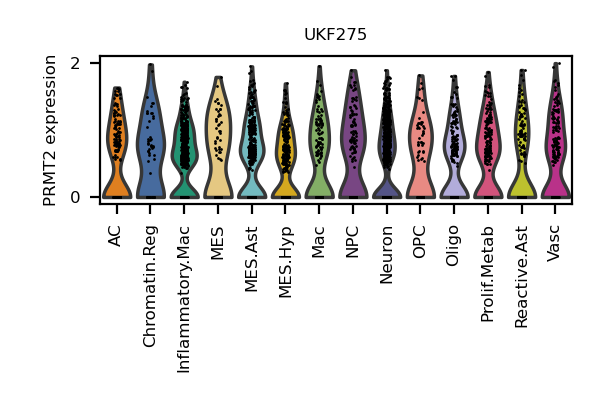 UKF275
PRMT2 expression
2
0
AC
Chromatin.Reg
Inflammatory.Mac
MES
MES.Ast
MES.Hyp
Mac
NPC
Neuron
OPC
Oligo
Prolif.Metab
Reactive.Ast
Vasc